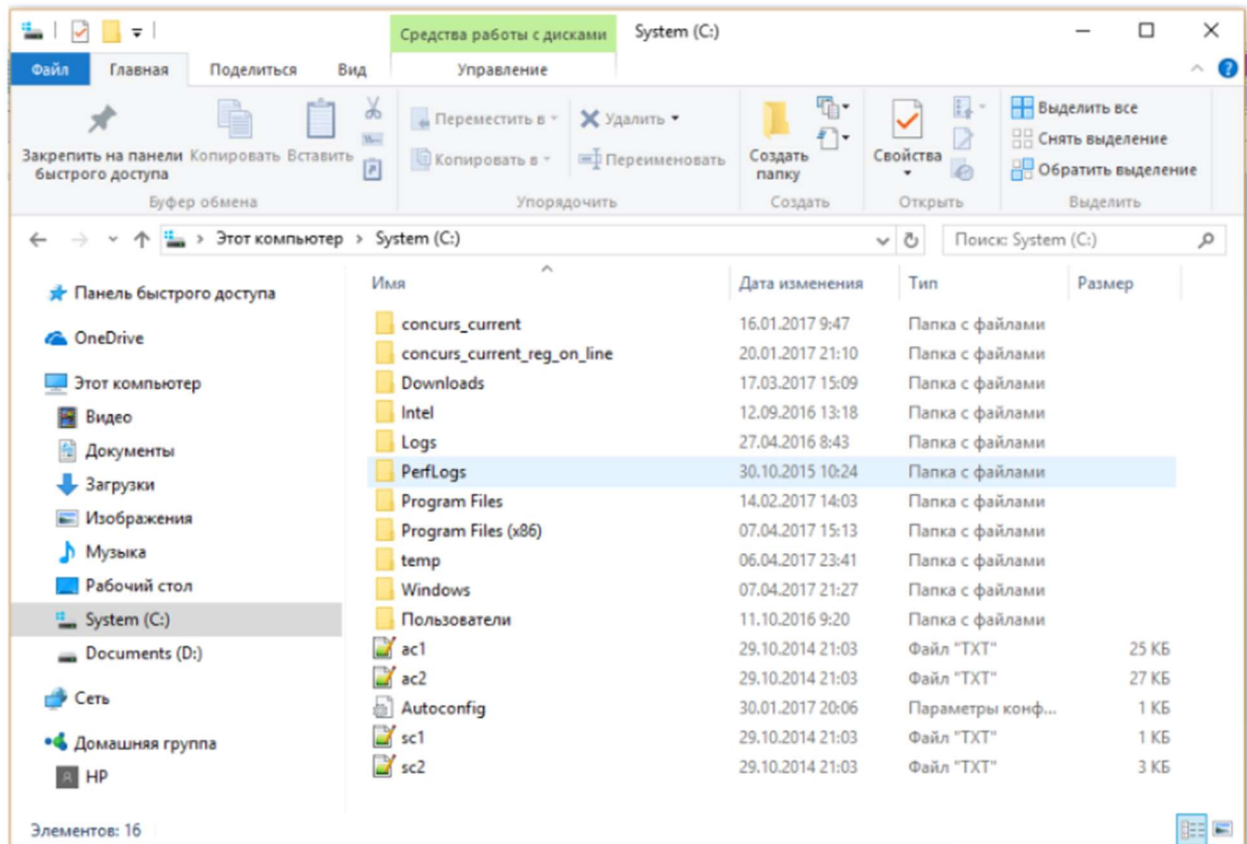 Средства работы с дисками System (C:)
Файл Главная Поделиться Вид Управление
Закрепить на панели быстрого доступа
Копировать
Вставить
Буфер обмена
Переместить в
Копировать в
Удалить
Переименовать
Упорядочить
Создать папку
Создать
Свойства
Открыть
Выделить все
Снять выделение
Обратить выделение
Выделить
Этот компьютер > System (C:)
Поиск: System (C:)
Панель быстрого доступа
OneDrive
Этот компьютер
Видео
Документы
Загрузки
Изображения
Музыка
Рабочий стол
System (C:)
Documents (D:)
Сеть
Домашняя группа
HP
Имя Дата изменения Тип Размер
concurs_current 16.01.2017 9:47 Папка с файлами
concurs_current_reg_on_line 20.01.2017 21:10 Папка с файлами
Downloads 17.03.2017 15:09 Папка с файлами
Intel 12.09.2016 13:18 Папка с файлами
Logs 27.04.2016 8:43 Папка с файлами
PerfLogs 30.10.2015 10:24 Папка с файлами
Program Files 14.02.2017 14:03 Папка с файлами
Program Files (x86) 07.04.2017 15:13 Папка с файлами
temp 06.04.2017 23:41 Папка с файлами
Windows 07.04.2017 21:27 Папка с файлами
Пользователи 11.10.2016 9:20 Папка с файлами
ac1 29.10.2014 21:03 Файл "TXT" 25 КБ
ac2 29.10.2014 21:03 Файл "TXT" 27 КБ
Autoconfig 30.01.2017 20:06 Параметры конф... 1 КБ
sc1 29.10.2014 21:03 Файл "TXT" 1 КБ
sc2 29.10.2014 21:03 Файл "TXT" 3 КБ
Элементов: 16